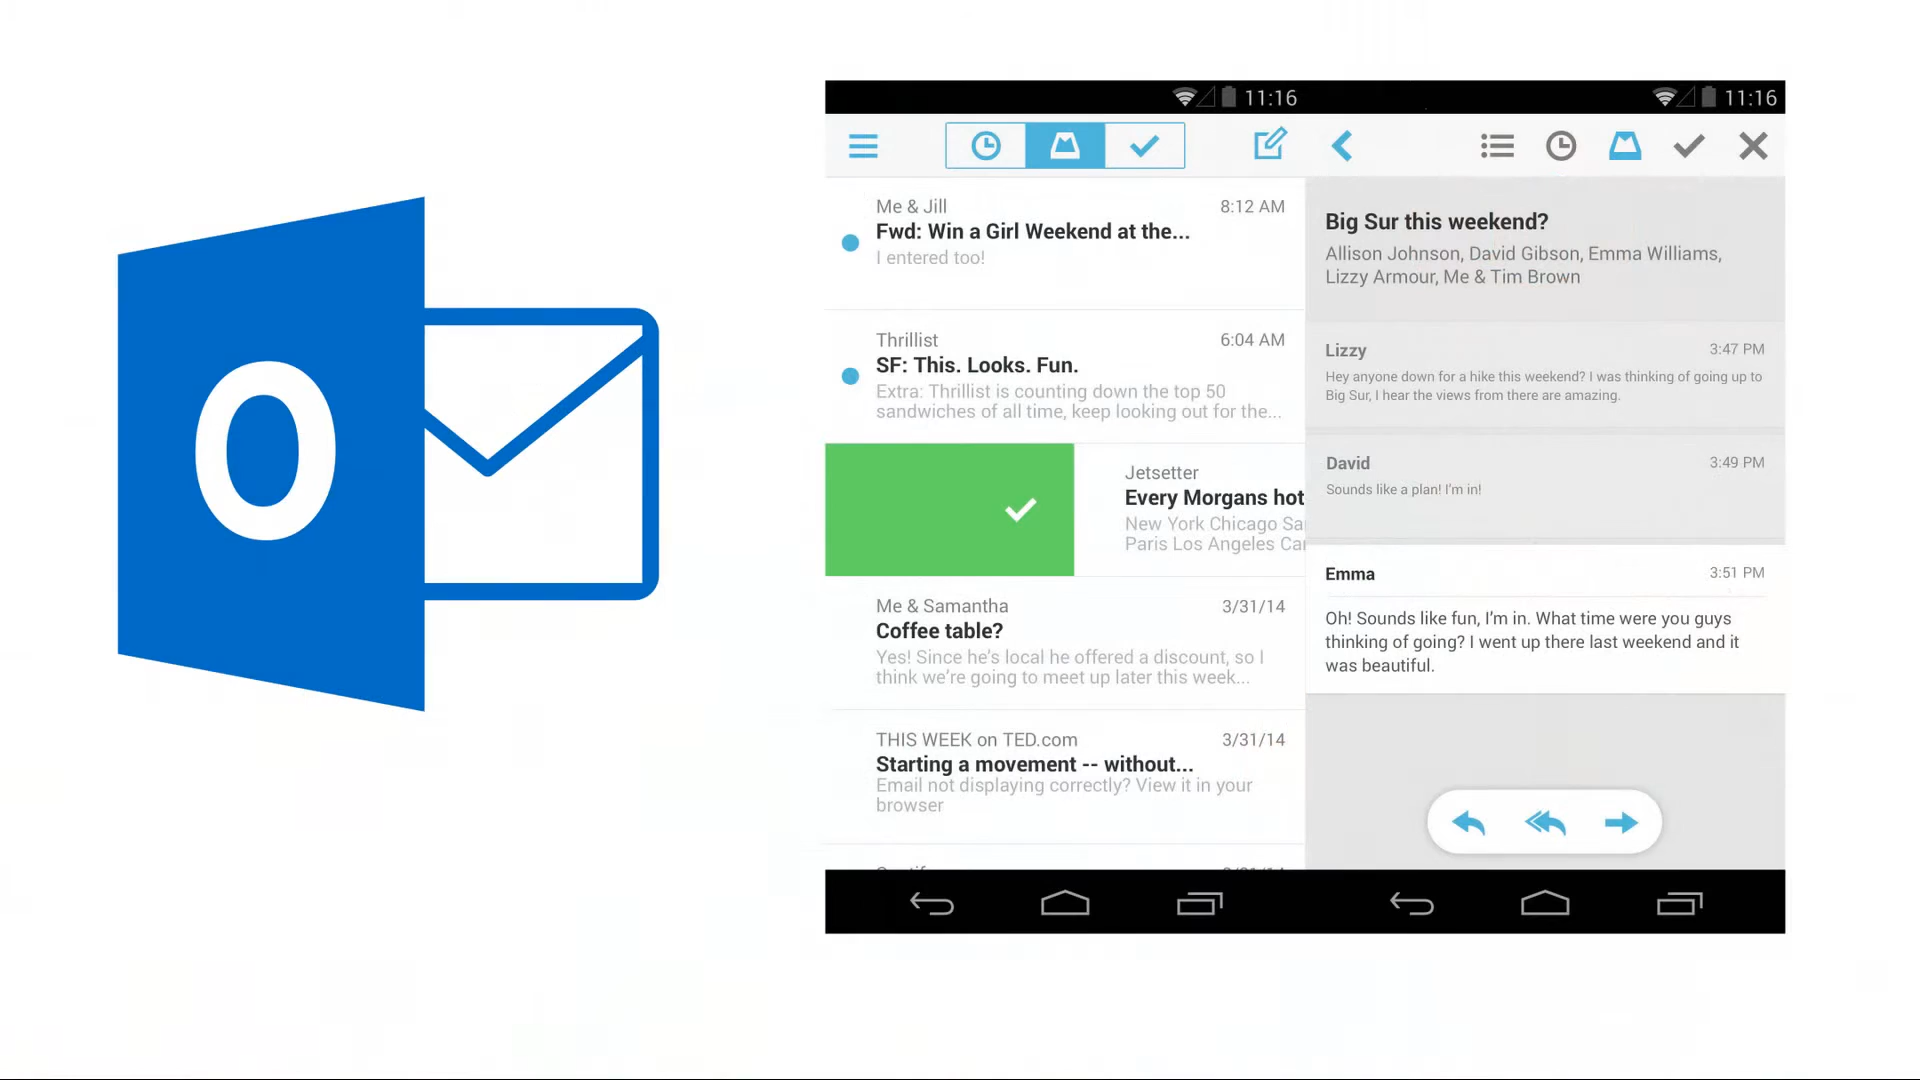 O
11:16
Me & Jill
8:12 AM
Fwd: Win a Girl Weekend at the...
I entered too!
Thrillist
6:04 AM
SF: This. Looks. Fun.
Extra: Thrillist is counting down the top 50
sandwiches of all time, keep looking out for the...
Jetsetter
Every Morgans hot
New York Chicago Sa
Paris Los Angeles Ca
Me & Samantha
3/31/14
Coffee table?
Yes! Since he's local he offered a discount, so I
think we're going to meet up later this week...
THIS WEEK on TED.com
3/31/14
Starting a movement -- without...
Email not displaying correctly? View it in your
browser
11:16
Big Sur this weekend?
Allison Johnson, David Gibson, Emma Williams,
Lizzy Armour, Me & Tim Brown
Lizzy
3:47 PM
Hey anyone down for a hike this weekend? I was thinking of going up to
Big Sur, I hear the views from there are amazing.
David
3:49 PM
Sounds like a plan! I'm in!
Emma
3:51 PM
Oh! Sounds like fun, I'm in. What time were you guys
thinking of going? I went up there last weekend and it
was beautiful.